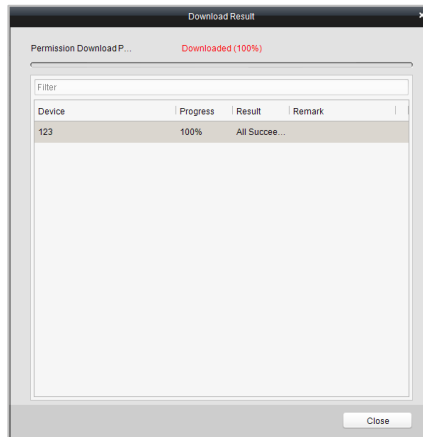 Download Result
Permission Download P... Downloaded (100%)
Filter
Device Progress Result Remark
123 100% All Succee...
Close